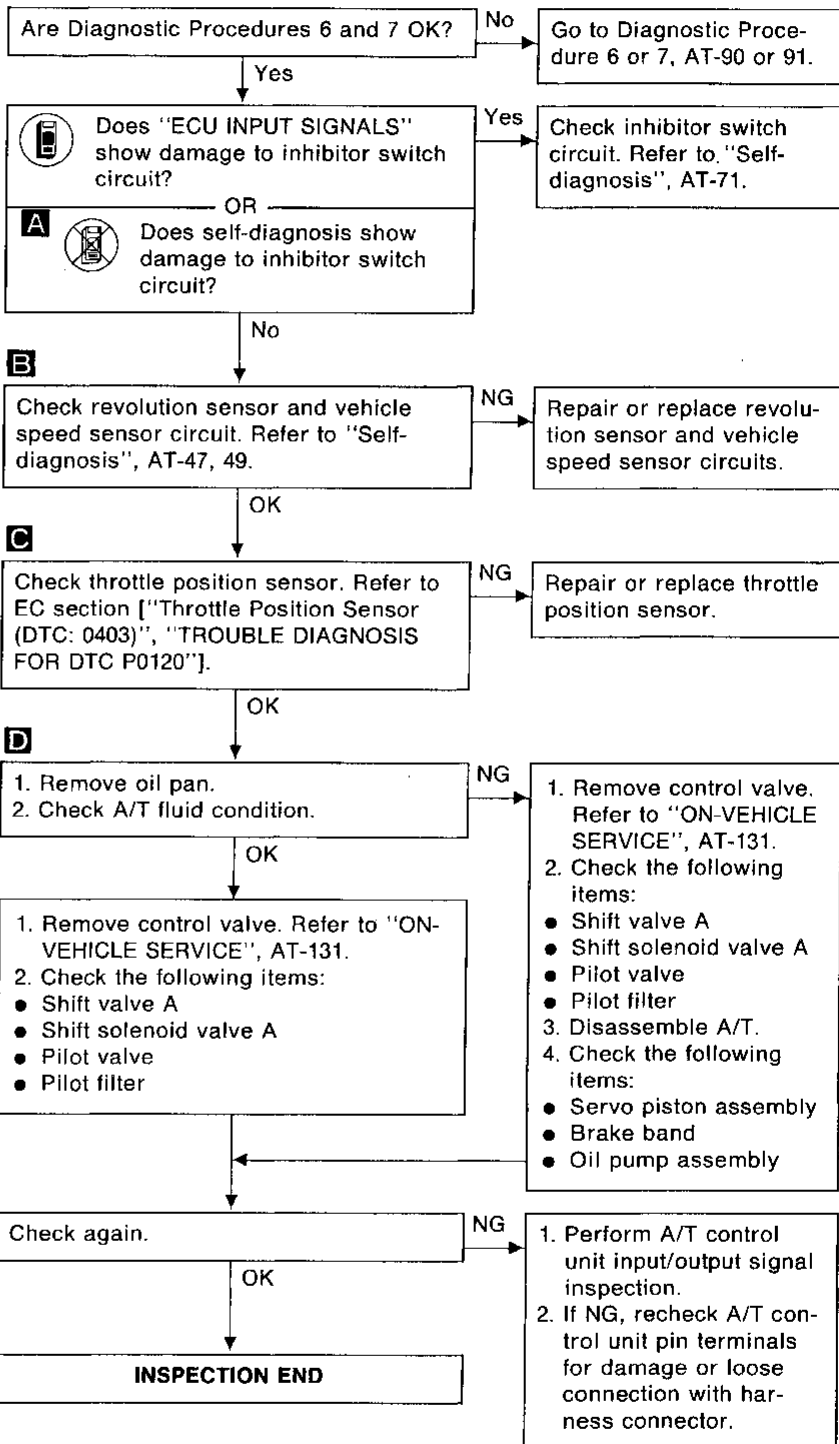 Are Diagnostic Procedures 6 and 7 OK?
No
Go to Diagnostic Proce-
dure 6 or 7, AT-90 or 91.
Yes
Does "ECU INPUT SIGNALS"
show damage to inhibitor switch
circuit?
OR
A
Does self-diagnosis show
damage to inhibitor switch
circuit?
Yes
Check inhibitor switch
circuit. Refer to "Self-
diagnosis", AT-71.
No
B
Check revolution sensor and vehicle
speed sensor circuit. Refer to "Self-
diagnosis", AT-47, 49.
NG
Repair or replace revolu-
tion sensor and vehicle
speed sensor circuits.
OK
C
Check throttle position sensor. Refer to
EC section ["Throttle Position Sensor
(DTC: 0403)", "TROUBLE DIAGNOSIS
FOR DTC P0120"].
NG
Repair or replace throttle
position sensor.
OK
D
1. Remove oil pan.
2. Check A/T fluid condition.
NG
1. Remove control valve.
Refer to "ON-VEHICLE
SERVICE", AT-131.
2. Check the following
items:
● Shift valve A
● Shift solenoid valve A
● Pilot valve
● Pilot filter
3. Disassemble A/T.
4. Check the following
items:
● Servo piston assembly
● Brake band
● Oil pump assembly
OK
1. Remove control valve. Refer to "ON-
VEHICLE SERVICE", AT-131.
2. Check the following items:
● Shift valve A
● Shift solenoid valve A
● Pilot valve
● Pilot filter
Check again.
NG
1. Perform A/T control
unit input/output signal
inspection.
2. If NG, recheck A/T con-
trol unit pin terminals
for damage or loose
connection with har-
ness connector.
OK
INSPECTION END